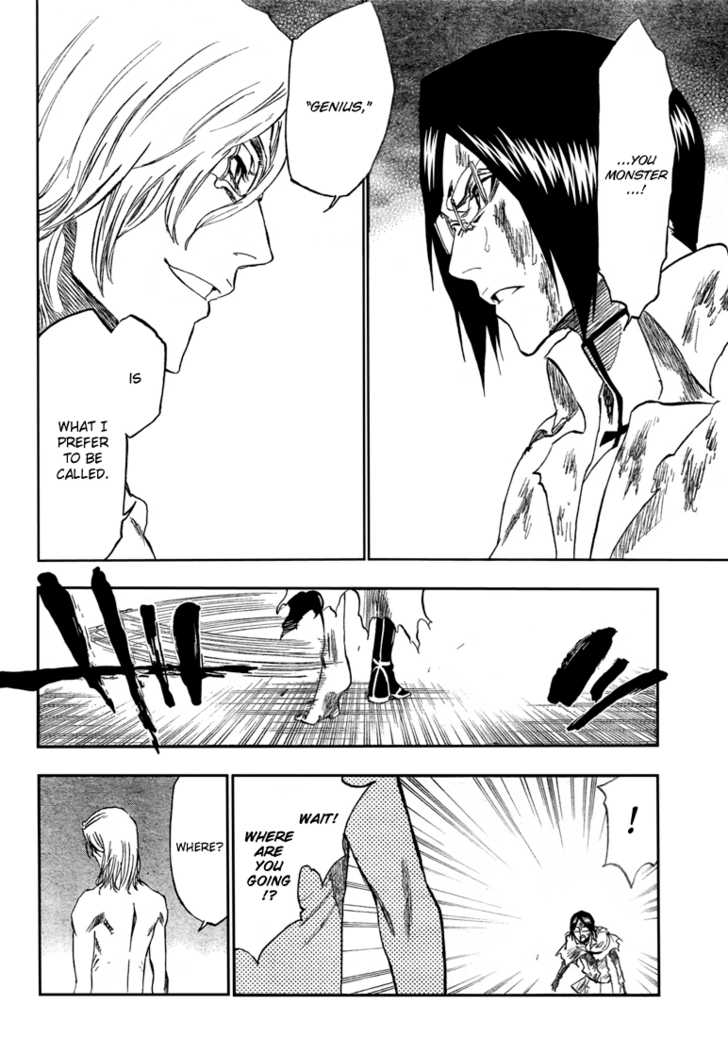 ...YOU
MONSTER
...!
"GENIUS,"
IS
WHAT I
PREFER
TO BE
CALLED.
!
WAIT!
WHERE
ARE
YOU
GOING
!?
WHERE?